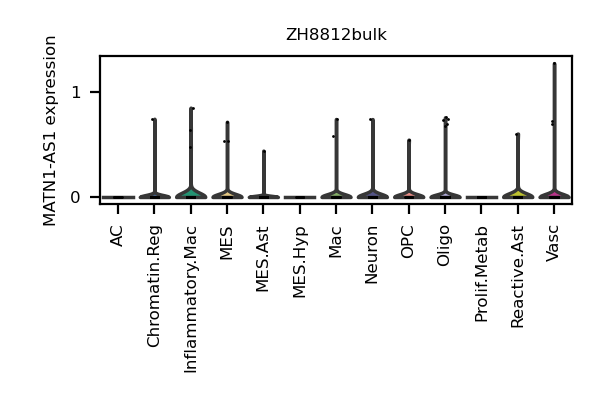 ZH8812bulk
MATN1-AS1 expression
1
0
AC
Chromatin.Reg
Inflammatory.Mac
MES
MES.Ast
MES.Hyp
Mac
Neuron
OPC
Oligo
Prolif.Metab
Reactive.Ast
Vasc